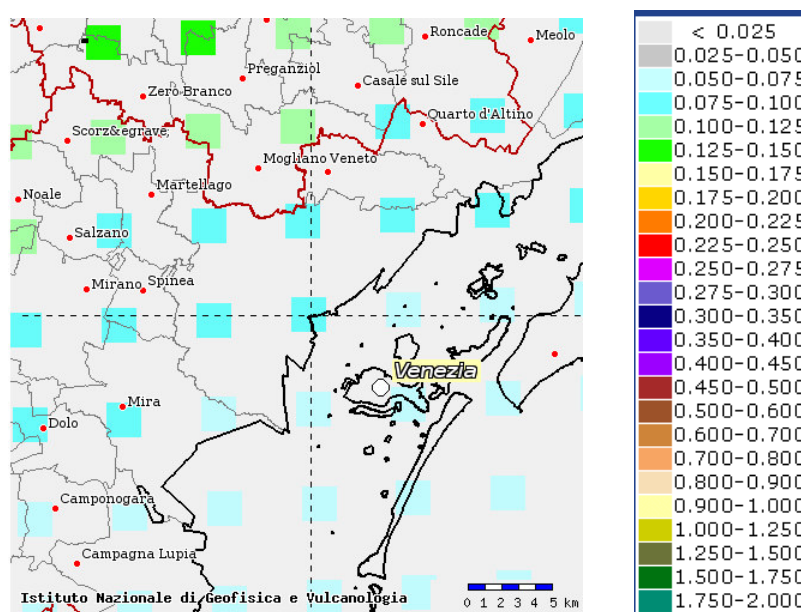 Roncade
Meolo
Preganziol
Casale sul Sile
Zero Branco
Quarto d'Altino
Scorz&egrave;
Mogliano Veneto
Martellago
Noale
Salzano
Mirano
Spinea
Venezia
Mira
Dolo
Camponogara
Campagna Lupia
Istituto Nazionale di Geofisica e Vulcanologia
0 1 2 3 4 5 km
< 0.025
0.025-0.050
0.050-0.075
0.075-0.100
0.100-0.125
0.125-0.150
0.150-0.175
0.175-0.200
0.200-0.225
0.225-0.250
0.250-0.275
0.275-0.300
0.300-0.350
0.350-0.400
0.400-0.450
0.450-0.500
0.500-0.600
0.600-0.700
0.700-0.800
0.800-0.900
0.900-1.000
1.000-1.250
1.250-1.500
1.500-1.750
1.750-2.000